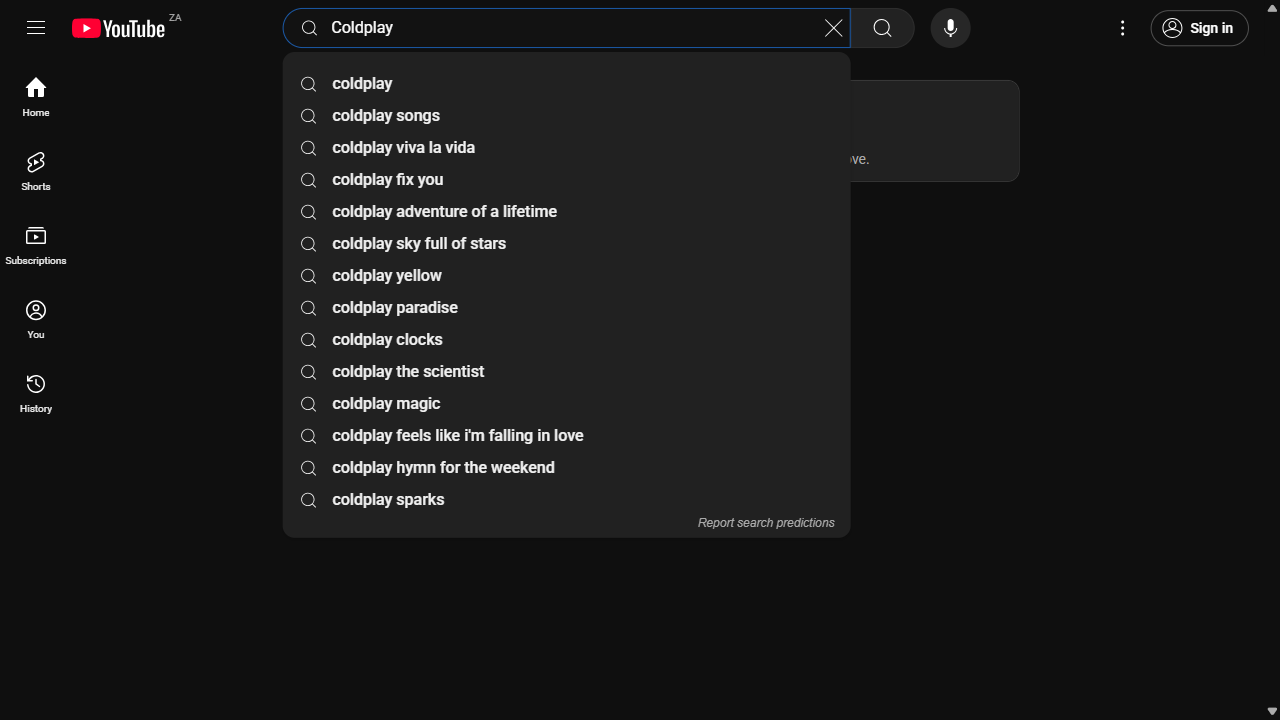 YouTube ZA
Coldplay
Sign in
coldplay
coldplay songs
coldplay viva la vida
coldplay fix you
coldplay adventure of a lifetime
coldplay sky full of stars
coldplay yellow
coldplay paradise
coldplay clocks
coldplay the scientist
coldplay magic
coldplay feels like i'm falling in love
coldplay hymn for the weekend
coldplay sparks
Report search predictions
Home
Shorts
Subscriptions
You
History